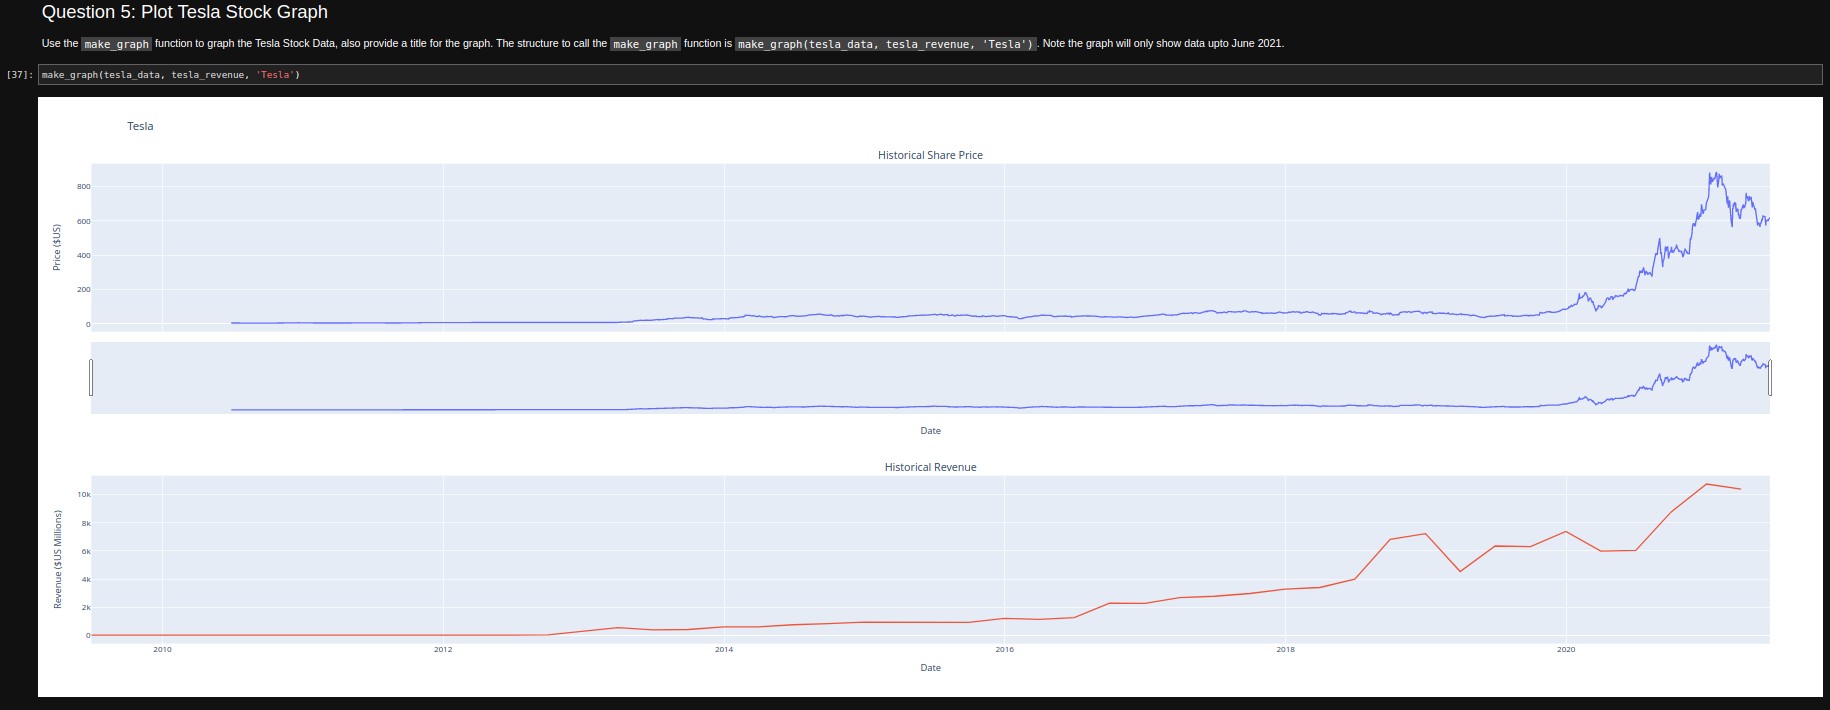 Question 5: Plot Tesla Stock Graph
Use the make_graph function to graph the Tesla Stock Data, also provide a title for the graph. The structure to call the make_graph function is make_graph(tesla_data, tesla_revenue, 'Tesla'). Note the graph will only show data upto June 2021.
[37]: make_graph(tesla_data, tesla_revenue, 'Tesla')
Tesla
Historical Share Price
Price ($US)
800
600
400
200
0
Date
Historical Revenue
Revenue ($US Millions)
10k
8k
6k
4k
2k
0
2010 2012 2014 2016 2018 2020
Date